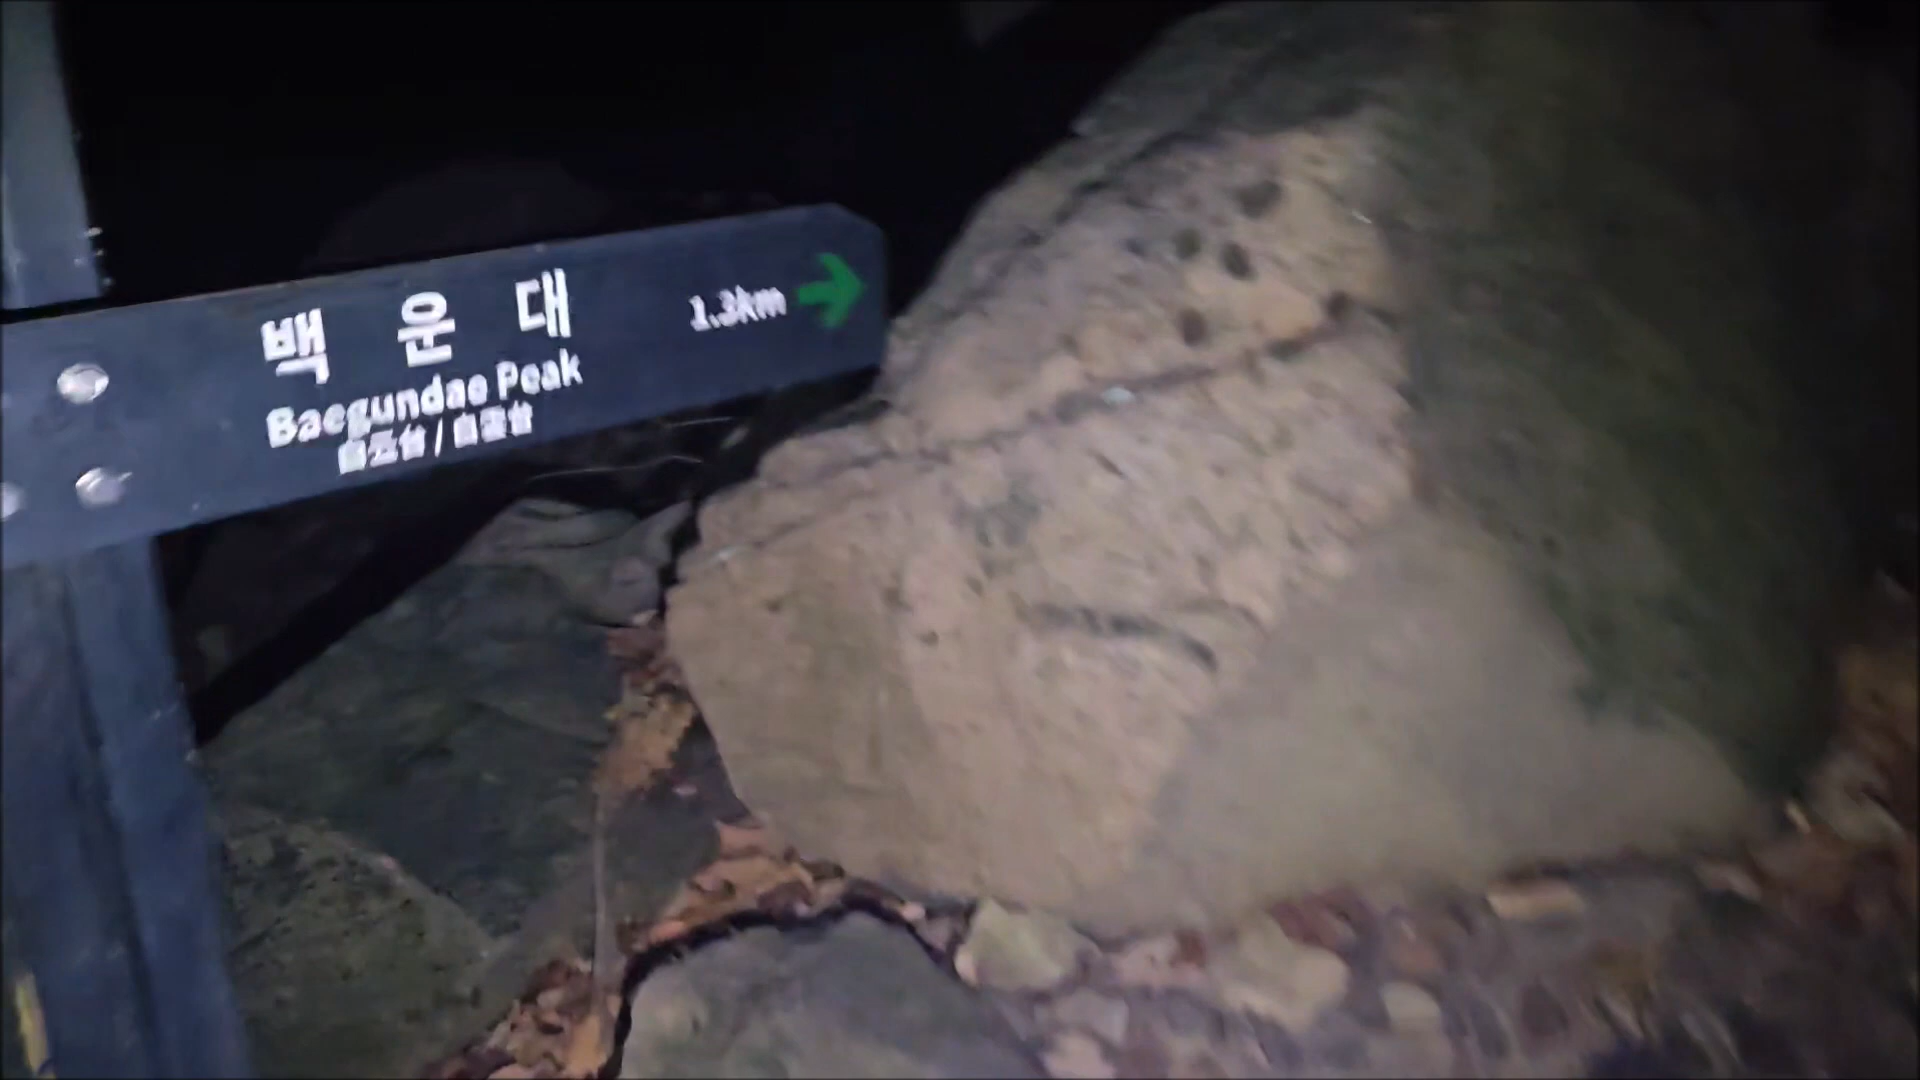 백 운 대 1.3km
Baegundae Peak